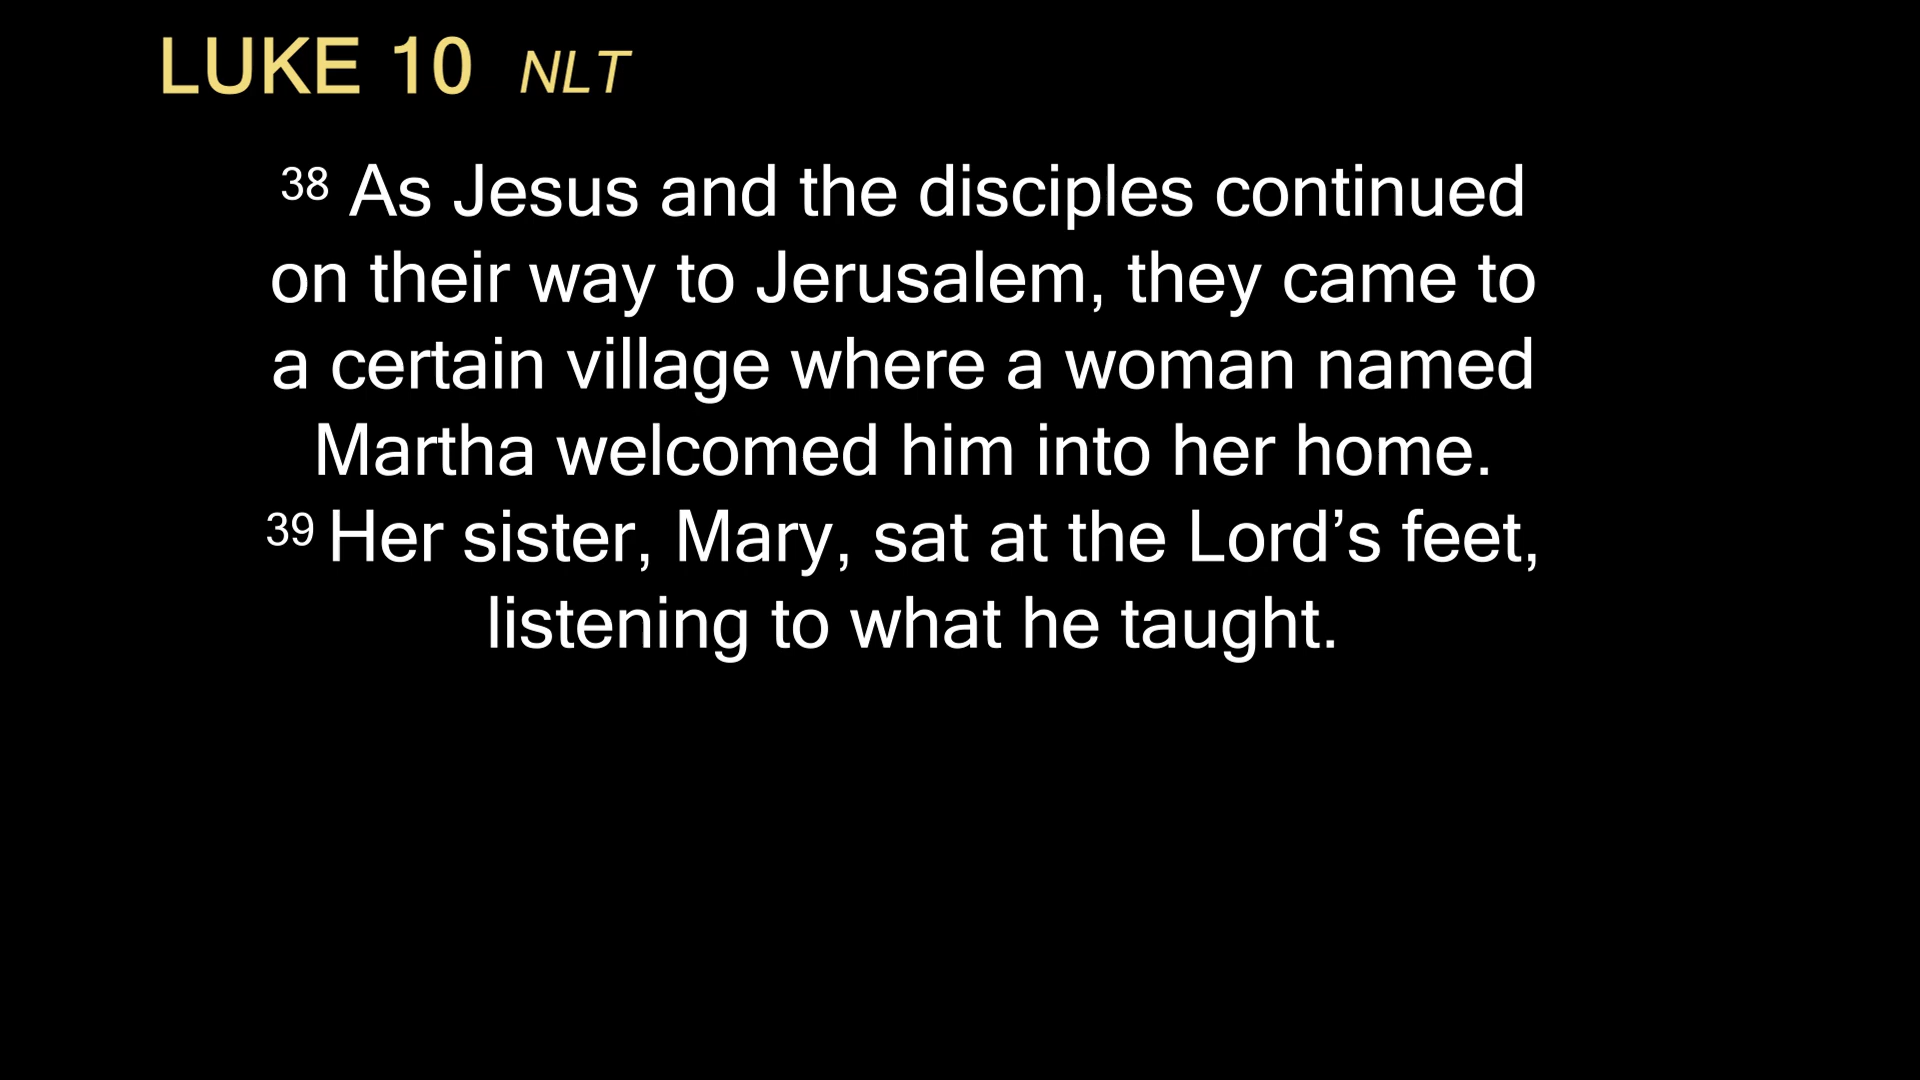 LUKE 10 NLT
38 As Jesus and the disciples continued
on their way to Jerusalem, they came to
a certain village where a woman named
Martha welcomed him into her home.
39 Her sister, Mary, sat at the Lord’s feet,
listening to what he taught.